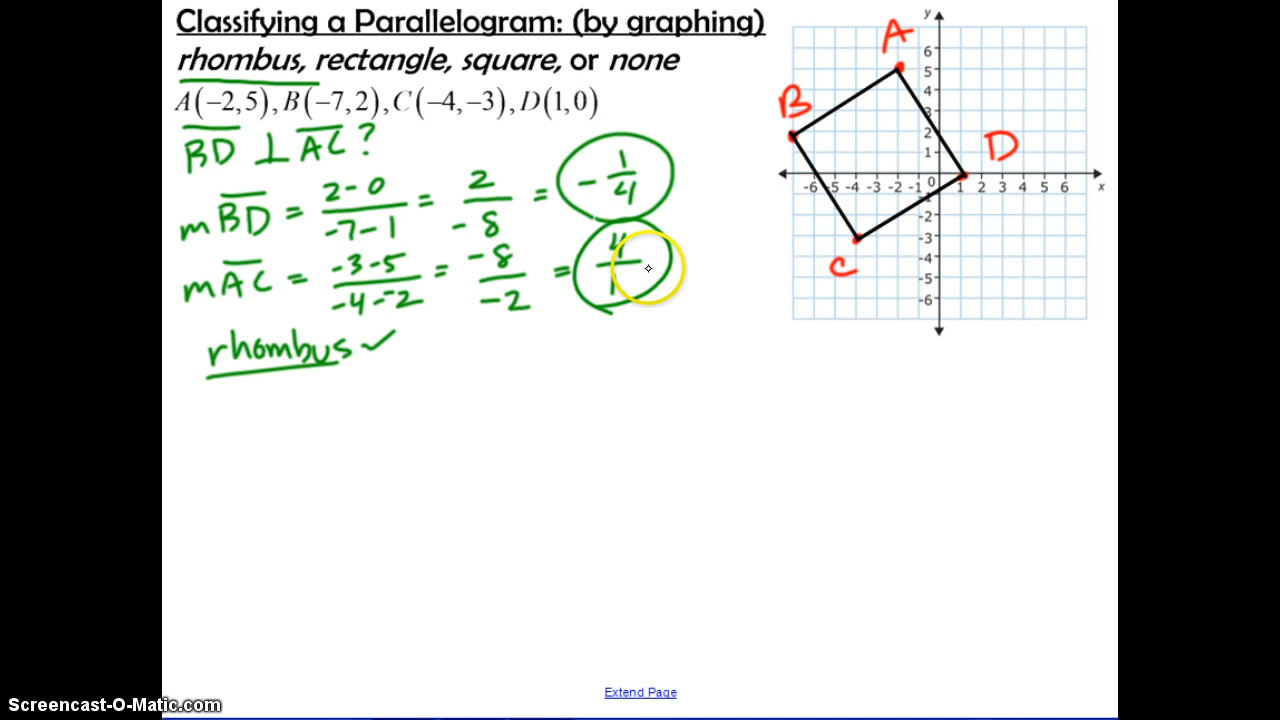 Classifying a Parallelogram: (by graphing)
rhombus, rectangle, square, or none
A(−2,5), B(−7,2), C(−4,−3), D(1,0)
BD ⊥ AC ?
mBD = 2-0 / -7-1 = 2 / -8 = -1/4
mAC = -3-5 / -4--2 = -8 / -2 = 4/1
rhombus ✓
A
B
C
D
y
x
6
5
4
3
2
1
-6 -5 -4 -3 -2 -1 0 1 2 3 4 5 6
-1
-2
-3
-4
-5
-6
Extend Page
Screencast-O-Matic.com